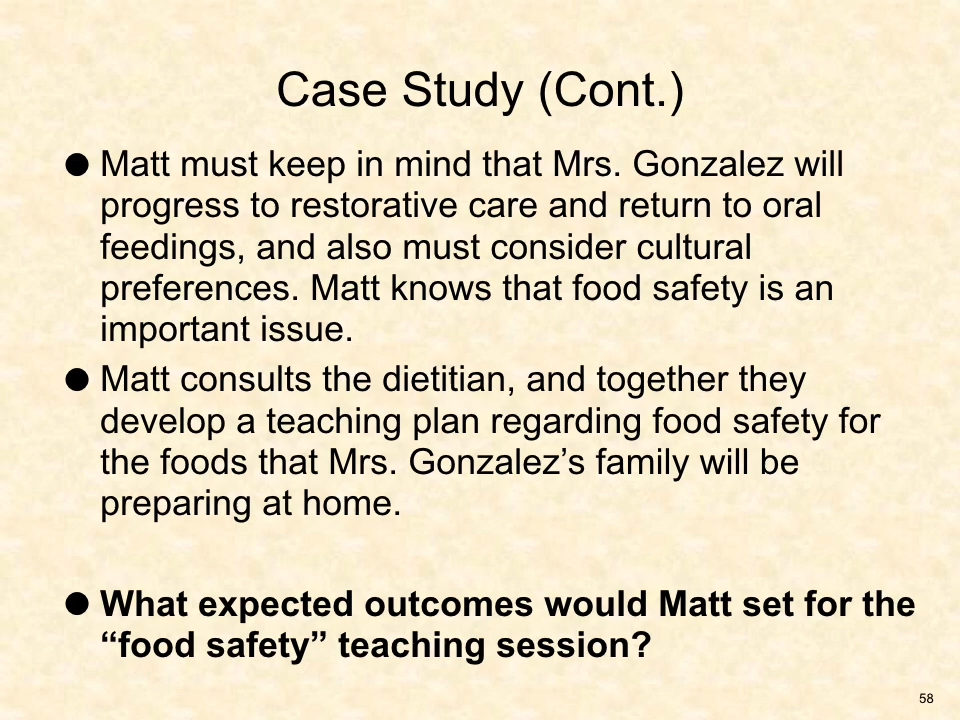 Case Study (Cont.)
● Matt must keep in mind that Mrs. Gonzalez will
progress to restorative care and return to oral
feedings, and also must consider cultural
preferences. Matt knows that food safety is an
important issue.
● Matt consults the dietitian, and together they
develop a teaching plan regarding food safety for
the foods that Mrs. Gonzalez’s family will be
preparing at home.
● What expected outcomes would Matt set for the
“food safety” teaching session?
58